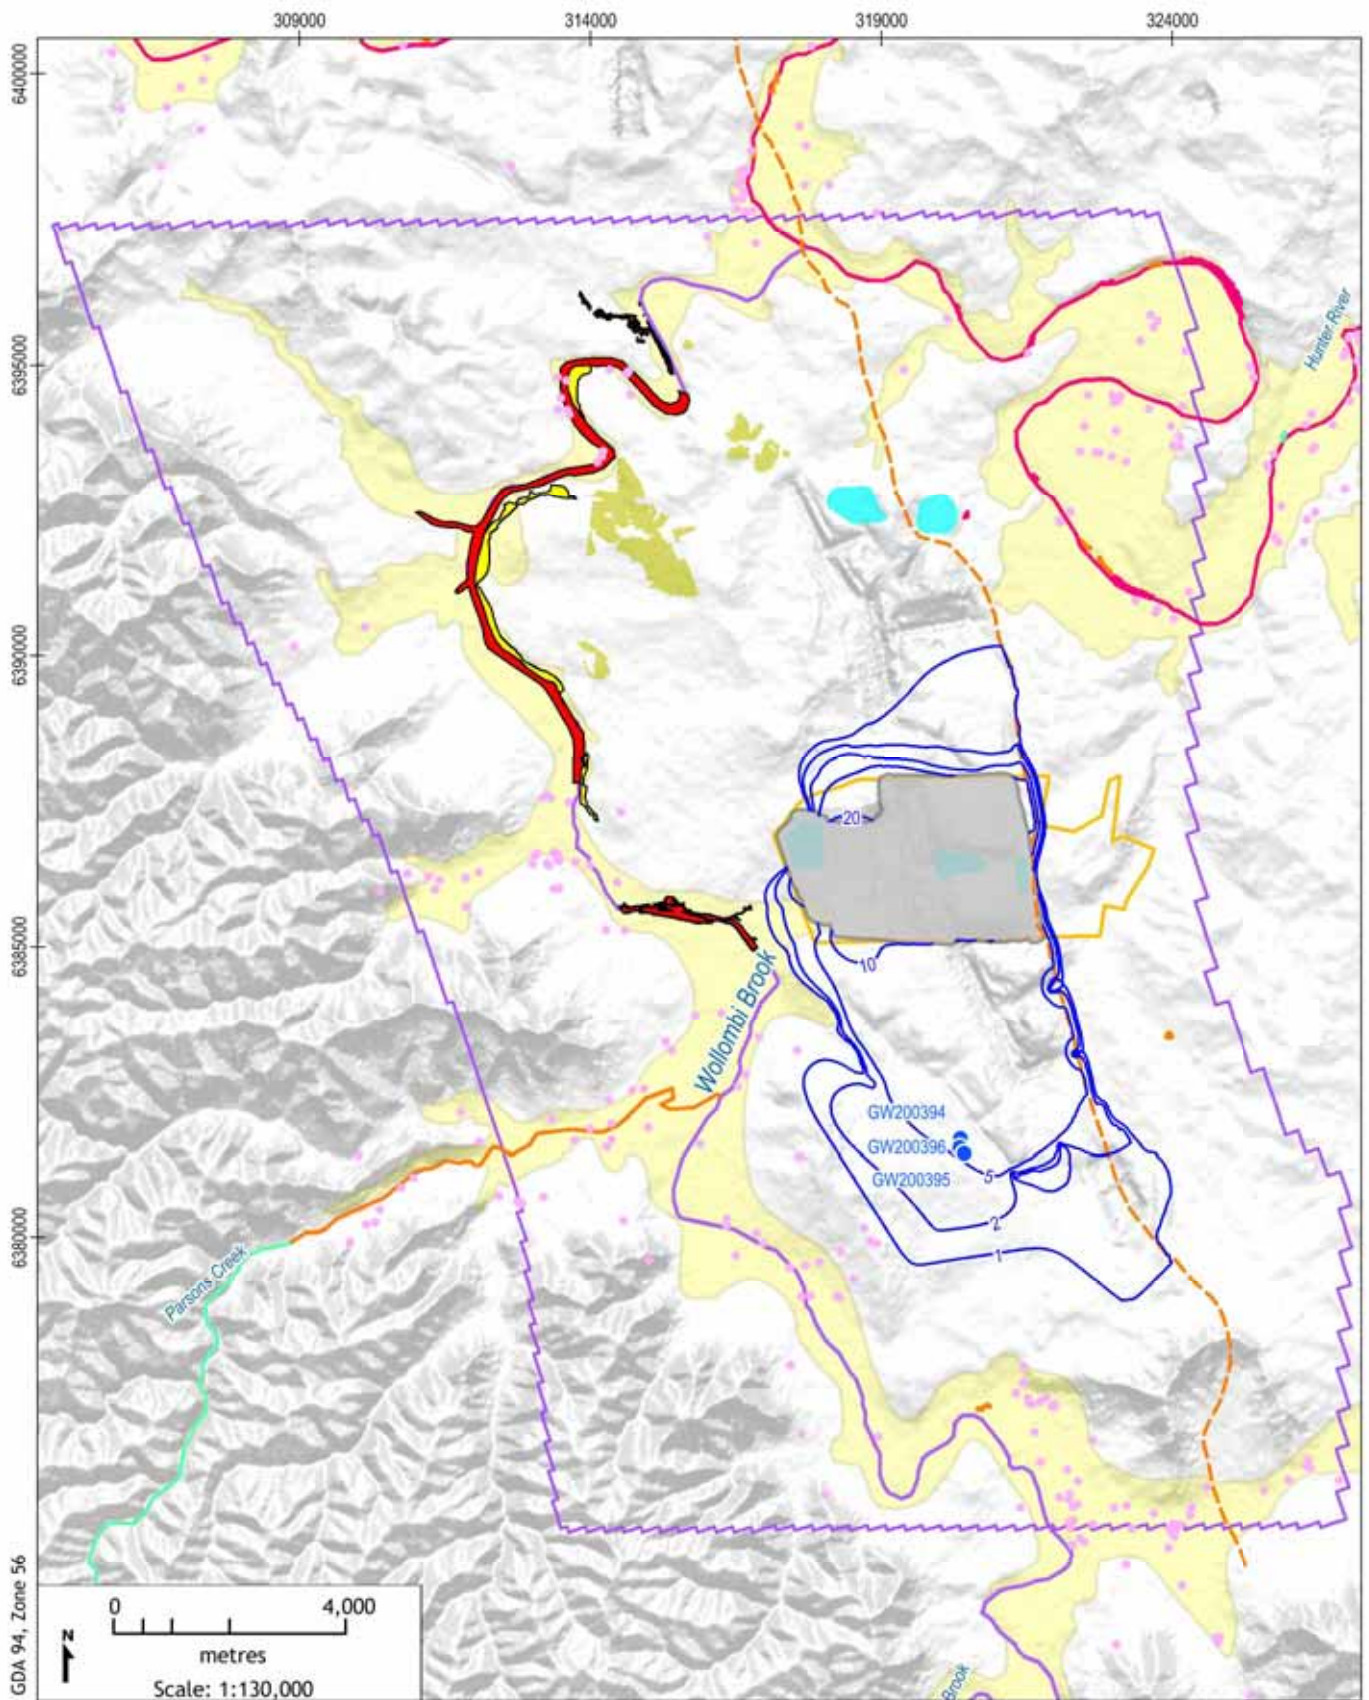 309000
314000
319000
324000
6400000
6395000
6390000
6385000
6380000
Hunter River
20
10
Wollombi Brook
GW200394
GW200396
GW200395
5
2
1
Parsons Creek
Brook
GDA 94, Zone 56
0
4,000
N
metres
Scale: 1:130,000